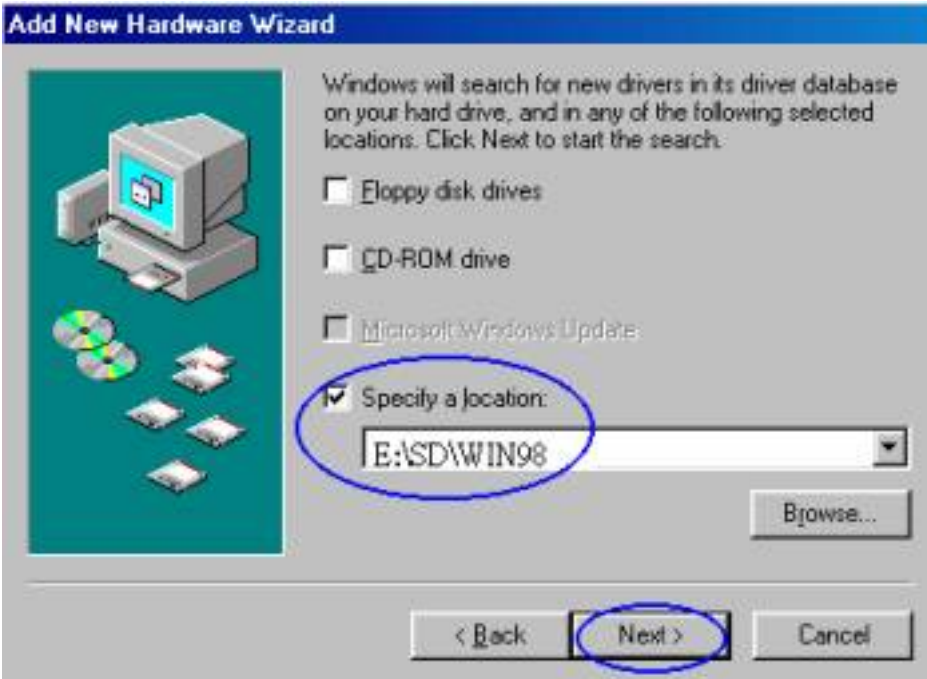 Add New Hardware Wizard
Windows will search for new drivers in its driver database
on your hard drive, and in any of the following selected
locations. Click Next to start the search.
Floppy disk drives
CD-ROM drive
Microsoft Windows Update
Specify a location:
E:\SD\WIN98
Browse...
< Back
Next >
Cancel